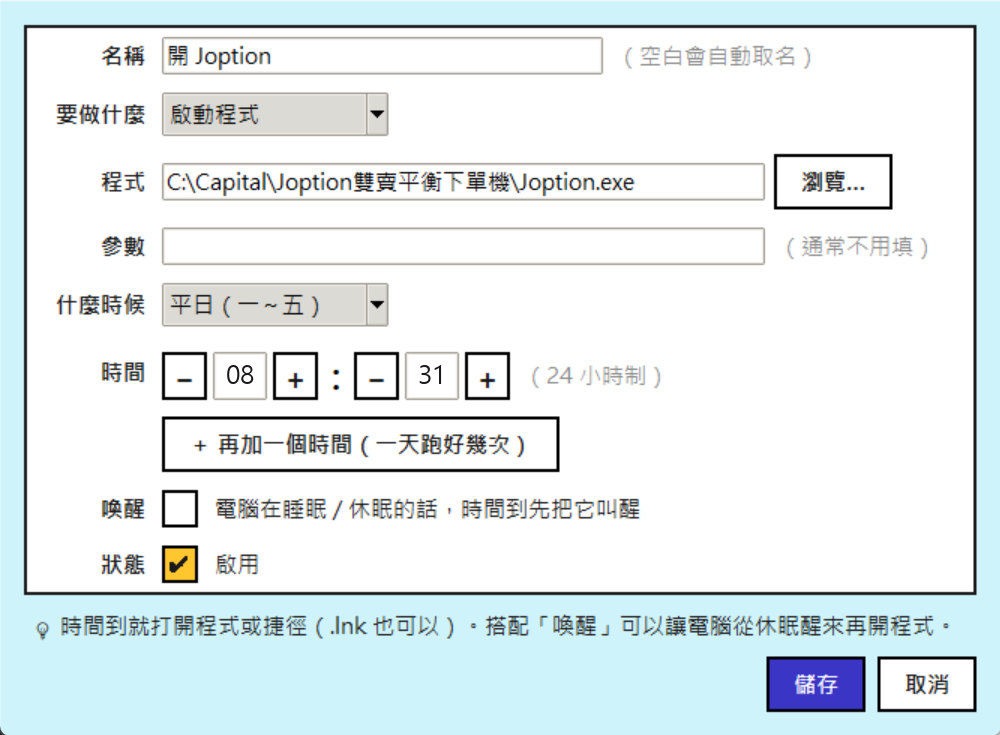 名稱 開 Joption （空白會自動取名）
要做什麼 啟動程式
程式 C:\Capital\Joption雙賣平衡下單機\Joption.exe 瀏覽...
參數 （通常不用填）
什麼時候 平日（一～五）
時間 － 08 ＋ : － 31 ＋ （24 小時制）
＋ 再加一個時間（一天跑好幾次）
喚醒 電腦在睡眠 / 休眠的話，時間到先把它叫醒
狀態 ✔ 啟用
時間到就打開程式或捷徑（.lnk 也可以）。搭配「喚醒」可以讓電腦從休眠醒來再開程式。
儲存 取消